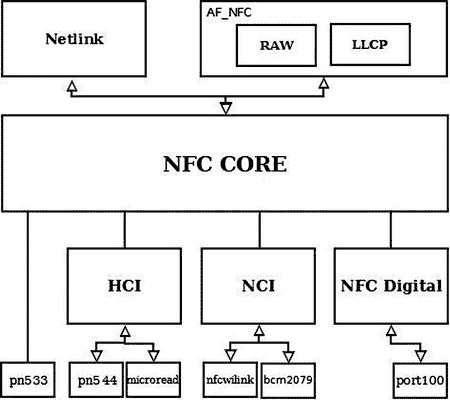 Netlink
AF_NFC
RAW
LLCP
NFC CORE
HCI
NCI
NFC Digital
pn533
pn544
microread
nfcwilink
bcm2079
port100